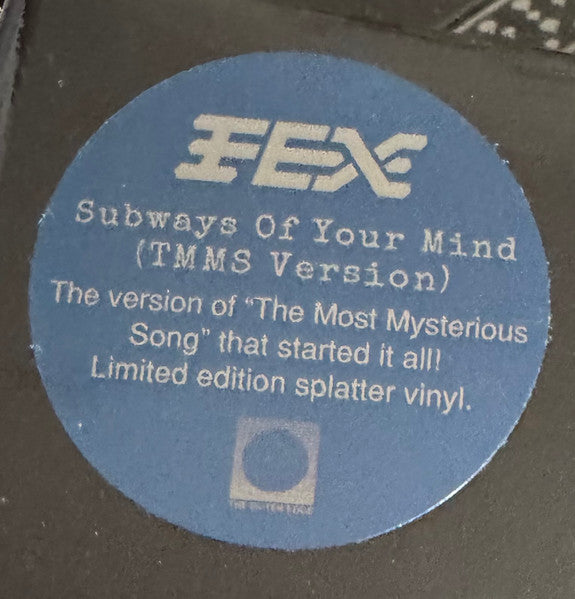 FEX
Subways Of Your Mind
(TMMS Version)
The version of "The Most Mysterious
Song" that started it all!
Limited edition splatter vinyl.